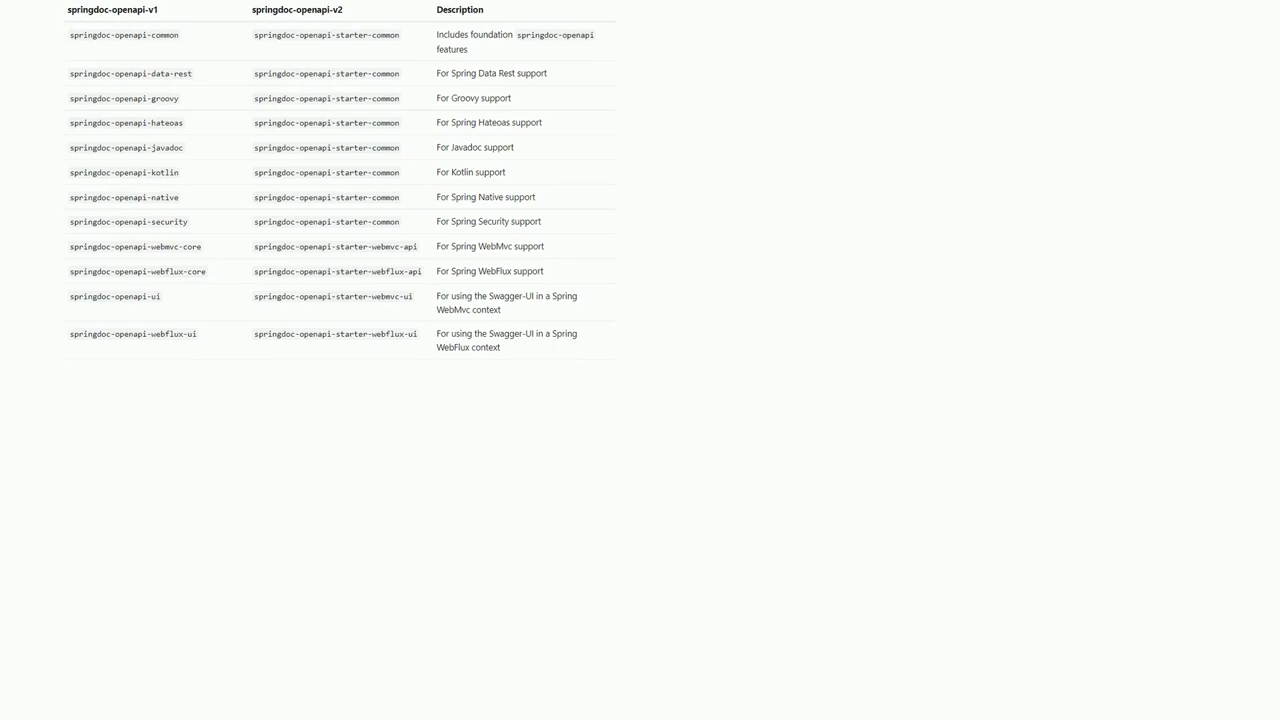 springdoc-openapi-v1 springdoc-openapi-v2 Description
springdoc-openapi-common springdoc-openapi-starter-common Includes foundation springdoc-openapi
features
springdoc-openapi-data-rest springdoc-openapi-starter-common For Spring Data Rest support
springdoc-openapi-groovy springdoc-openapi-starter-common For Groovy support
springdoc-openapi-hateoas springdoc-openapi-starter-common For Spring Hateoas support
springdoc-openapi-javadoc springdoc-openapi-starter-common For Javadoc support
springdoc-openapi-kotlin springdoc-openapi-starter-common For Kotlin support
springdoc-openapi-native springdoc-openapi-starter-common For Spring Native support
springdoc-openapi-security springdoc-openapi-starter-common For Spring Security support
springdoc-openapi-webmvc-core springdoc-openapi-starter-webmvc-api For Spring WebMvc support
springdoc-openapi-webflux-core springdoc-openapi-starter-webflux-api For Spring WebFlux support
springdoc-openapi-ui springdoc-openapi-starter-webmvc-ui For using the Swagger-UI in a Spring
WebMvc context
springdoc-openapi-webflux-ui springdoc-openapi-starter-webflux-ui For using the Swagger-UI in a Spring
WebFlux context